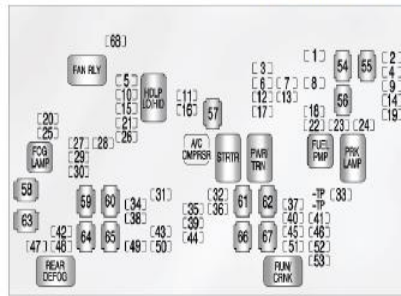 [68]
FAN RLY
[1]
54
55
[2]
[4]
[9]
[14]
[19]
[3]
[6] [7] [8]
[12] [13]
[17]
56
[5]
[10]
[15]
[21]
[26]
HDLP
LO/HID
[11]
[16]
57
[18]
[22] [23] [24]
[20]
[25]
FOG
LAMP
[27] [28]
[29]
[30]
A/C
CMPRSR
STRTR
PWR/
TRN
FUEL
PMP
PRK
LAMP
58
63
59
60
[31]
[32]
[36]
61
62
-TP [33]
-TP
[34]
[38]
[35]
[39]
[44]
[37]
[40]
[45]
[51]
[41]
[46]
[52]
[53]
[42]
[47] [48]
64
65
[43]
[49] [50]
66
67
REAR
DEFOG
RUN/
CRNK